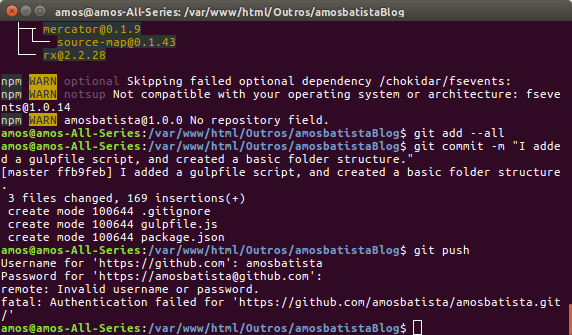 amos@amos-All-Series: /var/www/html/Outros/amosbatistaBlog
mercator@0.1.9
source-map@0.1.43
rx@2.2.28
npm WARN optional Skipping failed optional dependency /chokidar/fsevents:
npm WARN notsup Not compatible with your operating system or architecture: fseve
nts@1.0.14
npm WARN amosbatista@1.0.0 No repository field.
amos@amos-All-Series:/var/www/html/Outros/amosbatistaBlog$ git add --all
amos@amos-All-Series:/var/www/html/Outros/amosbatistaBlog$ git commit -m "I adde
d a gulpfile script, and created a basic folder structure."
[master ffb9feb] I added a gulpfile script, and created a basic folder structure
.
3 files changed, 169 insertions(+)
create mode 100644 .gitignore
create mode 100644 gulpfile.js
create mode 100644 package.json
amos@amos-All-Series:/var/www/html/Outros/amosbatistaBlog$ git push
Username for 'https://github.com': amosbatista
Password for 'https://amosbatista@github.com':
remote: Invalid username or password.
fatal: Authentication failed for 'https://github.com/amosbatista/amosbatista.git
/'
amos@amos-All-Series:/var/www/html/Outros/amosbatistaBlog$